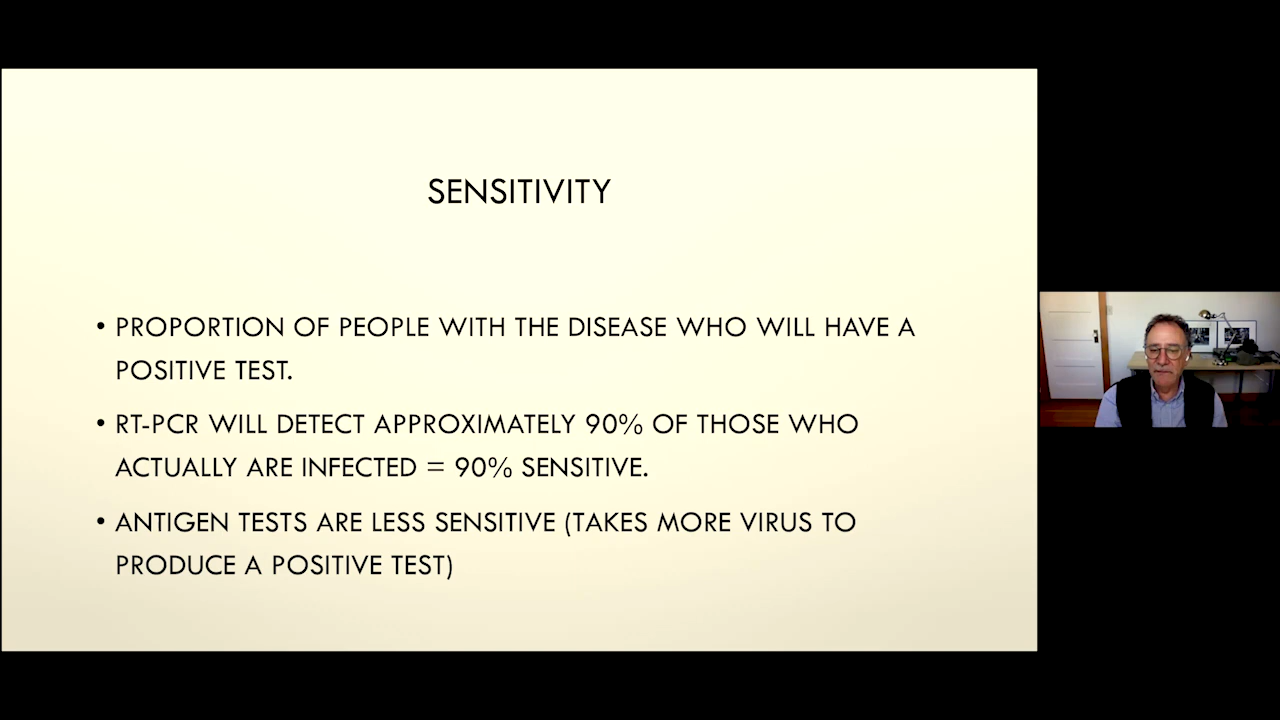 SENSITIVITY
• PROPORTION OF PEOPLE WITH THE DISEASE WHO WILL HAVE A
POSITIVE TEST.
• RT-PCR WILL DETECT APPROXIMATELY 90% OF THOSE WHO
ACTUALLY ARE INFECTED = 90% SENSITIVE.
• ANTIGEN TESTS ARE LESS SENSITIVE (TAKES MORE VIRUS TO
PRODUCE A POSITIVE TEST)